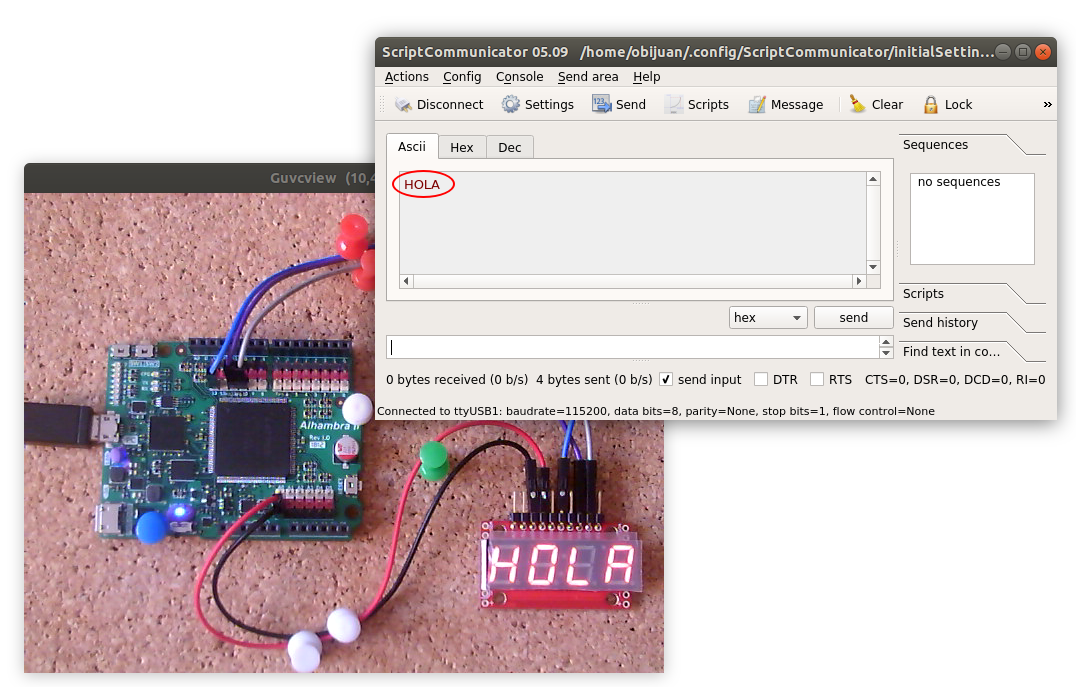 ScriptCommunicator 05.09 /home/obijuan/.config/ScriptCommunicator/initialSettin...
Actions Config Console Send area Help
Disconnect Settings Send Scripts Message Clear Lock »
Ascii Hex Dec
HOLA
Sequences
no sequences
Scripts
Send history
Find text in co...
hex send
0 bytes received (0 b/s) 4 bytes sent (0 b/s) send input DTR RTS CTS=0, DSR=0, DCD=0, RI=0
Connected to ttyUSB1: baudrate=115200, data bits=8, parity=None, stop bits=1, flow control=None
Guvcview (10,4
Alhambra II
Rev 1.0
HOLA